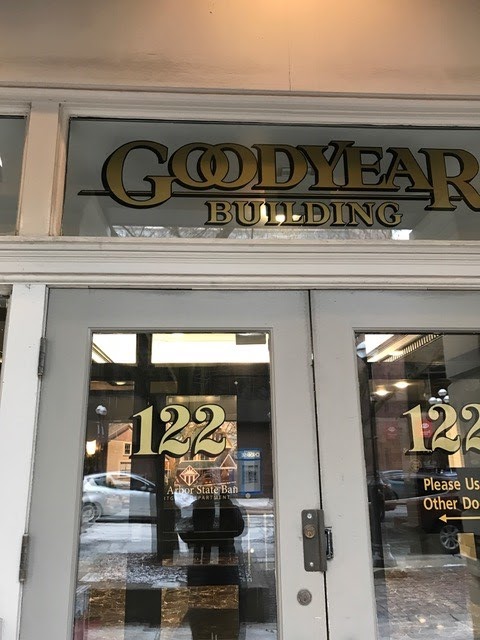 GOODYEAR
BUILDING
122
122
Arbor State Ban
Please Us
Other Do